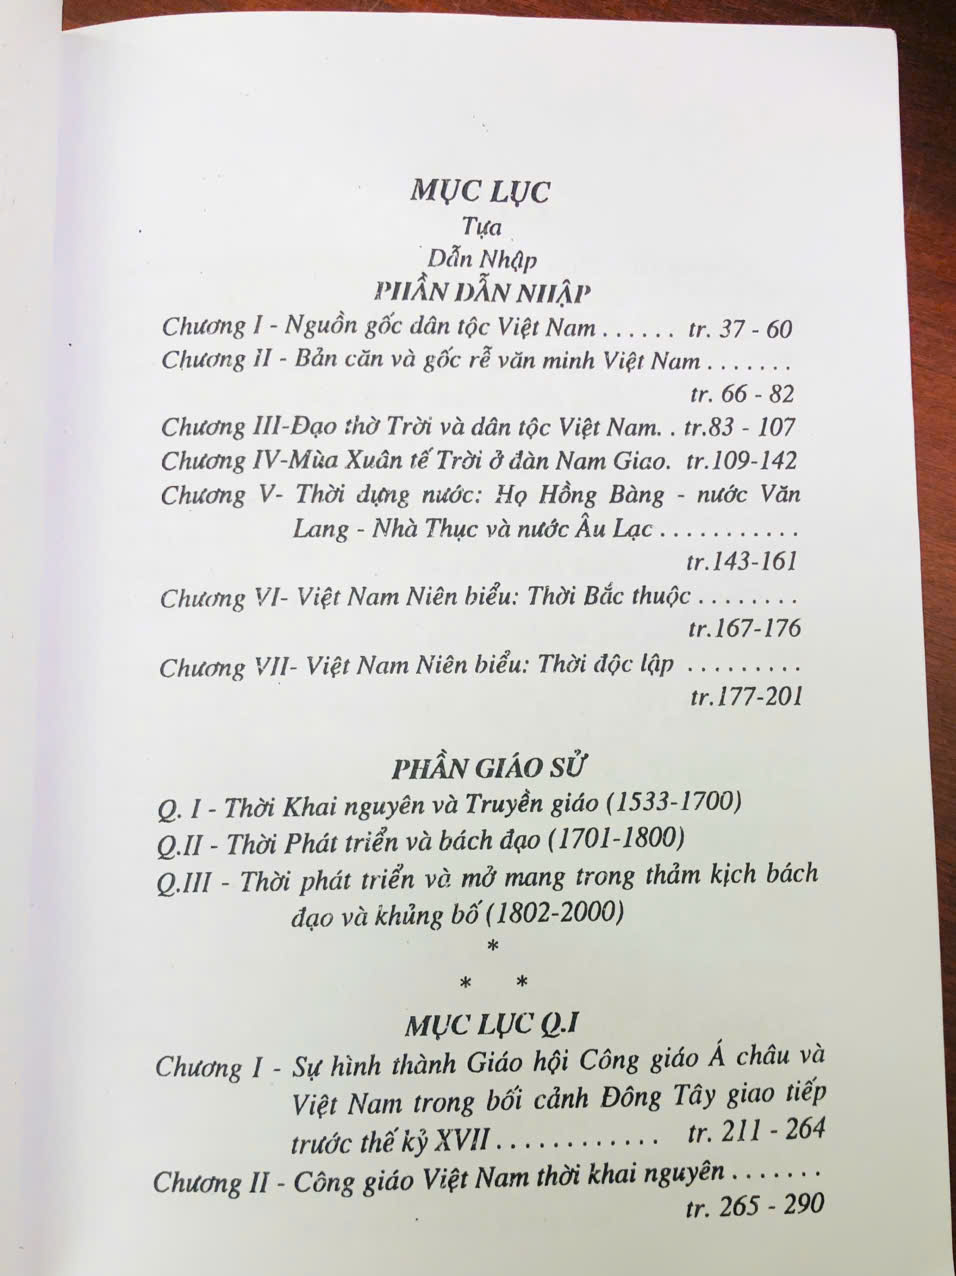 MỤC LỤC
Tựa
Dẫn Nhập
PHẦN DẪN NHẬP
Chương I - Nguồn gốc dân tộc Việt Nam . . . . . . tr. 37 - 60
Chương II - Bản căn và gốc rễ văn minh Việt Nam . . . . . . .
tr. 66 - 82
Chương III-Đạo thờ Trời và dân tộc Việt Nam. . tr.83 - 107
Chương IV-Mùa Xuân tế Trời ở đàn Nam Giao. tr.109-142
Chương V- Thời dựng nước: Họ Hồng Bàng - nước Văn
Lang - Nhà Thục và nước Âu Lạc . . . . . . . . . . .
tr.143-161
Chương VI- Việt Nam Niên biểu: Thời Bắc thuộc . . . . . . . .
tr.167-176
Chương VII- Việt Nam Niên biểu: Thời độc lập . . . . . . . . .
tr.177-201
PHẦN GIÁO SỬ
Q. I - Thời Khai nguyên và Truyền giáo (1533-1700)
Q.II - Thời Phát triển và bách đạo (1701-1800)
Q.III - Thời phát triển và mở mang trong thảm kịch bách
đạo và khủng bố (1802-2000)
*
* *
MỤC LỤC Q.I
Chương I - Sự hình thành Giáo hội Công giáo Á châu và
Việt Nam trong bối cảnh Đông Tây giao tiếp
trước thế kỷ XVII . . . . . . . . . . . . tr. 211 - 264
Chương II - Công giáo Việt Nam thời khai nguyên . . . . . . .
tr. 265 - 290